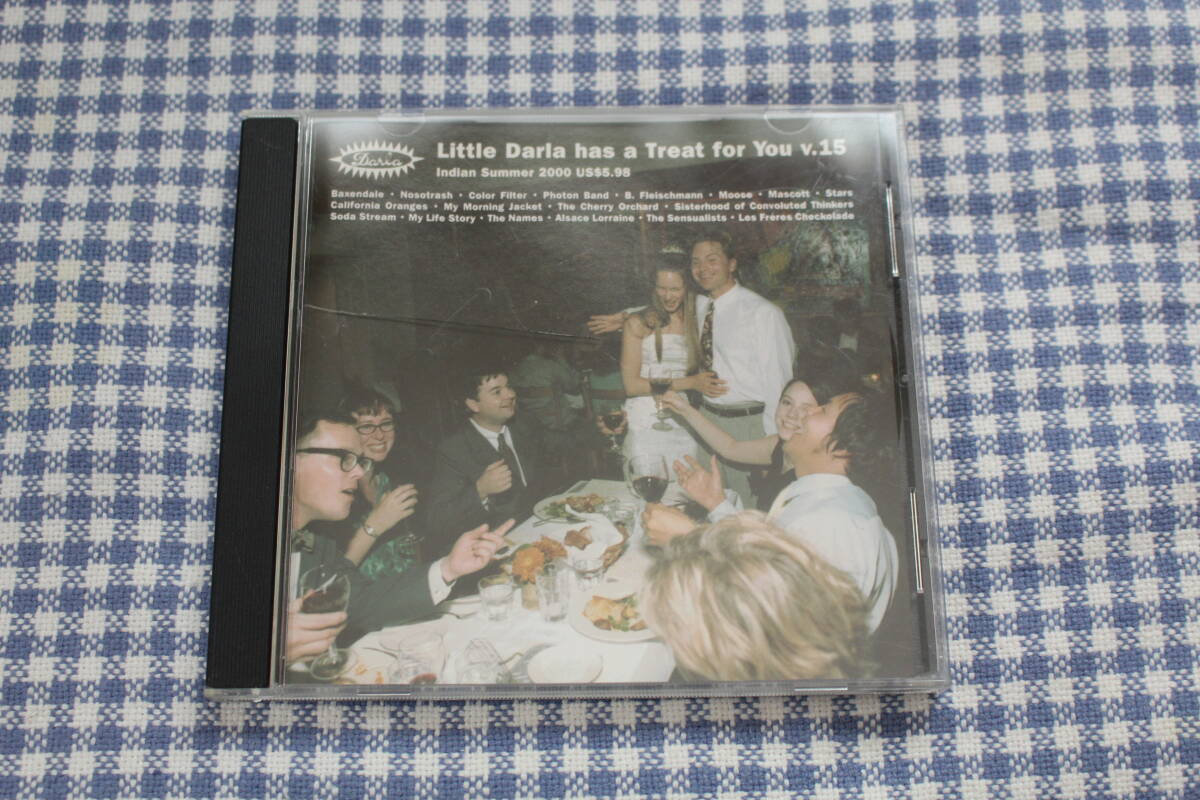 Darla
Little Darla has a Treat for You v.15
Indian Summer 2000 US$5.98
Baxendale · Nosotrash · Color Filter · Photon Band · B. Fleischmann · Moose · Mascott · Stars
California Oranges · My Morning Jacket · The Cherry Orchard · Sisterhood of Convoluted Thinkers
Soda Stream · My Life Story · The Names · Alsace Lorraine · The Sensualists · Les Frères Checkolade